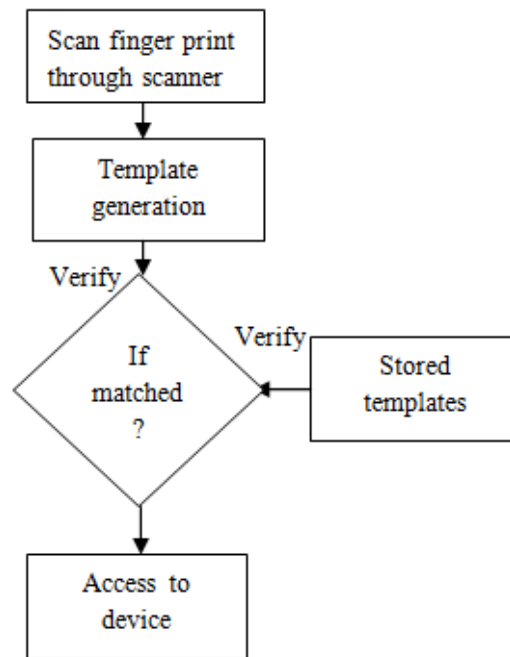 Scan finger print
through scanner
Template
generation
Verify
If
matched
?
Verify
Stored
templates
Access to
device